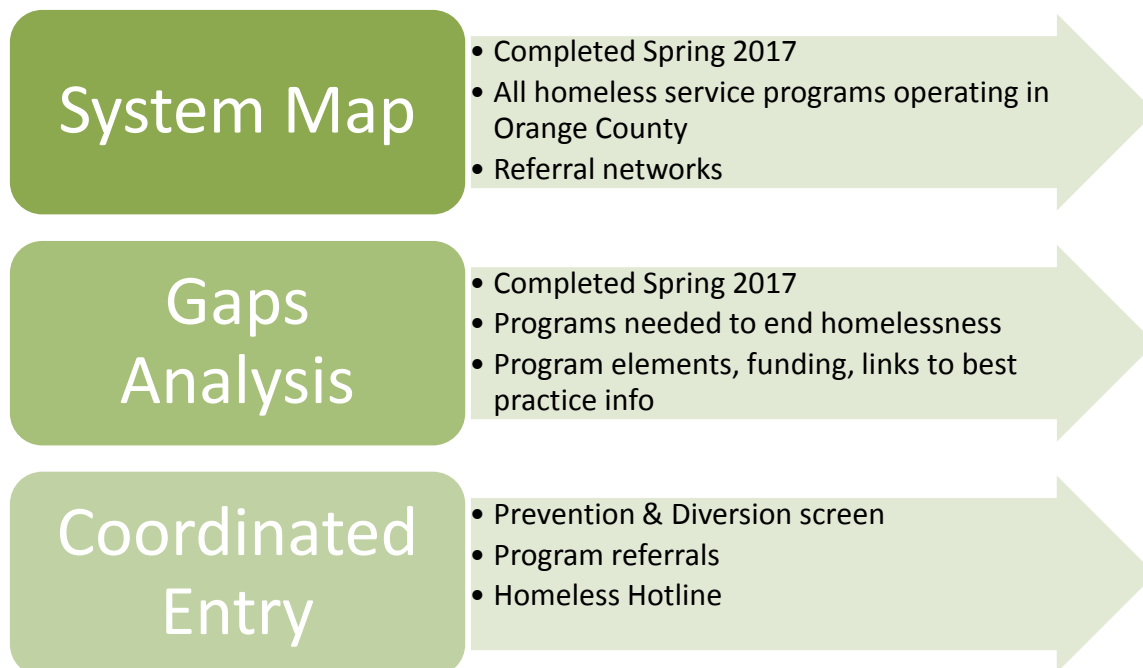 System Map
• Completed Spring 2017
• All homeless service programs operating in
Orange County
• Referral networks
Gaps
Analysis
• Completed Spring 2017
• Programs needed to end homelessness
• Program elements, funding, links to best
practice info
Coordinated
Entry
• Prevention & Diversion screen
• Program referrals
• Homeless Hotline